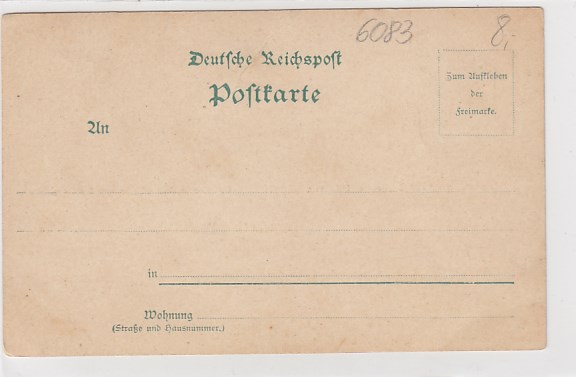 6083
8,-
Deutsche Reichspost
Postkarte
Zum Aufkleben
der
Freimarke.
An
in
Wohnung
(Straße und Hausnummer.)